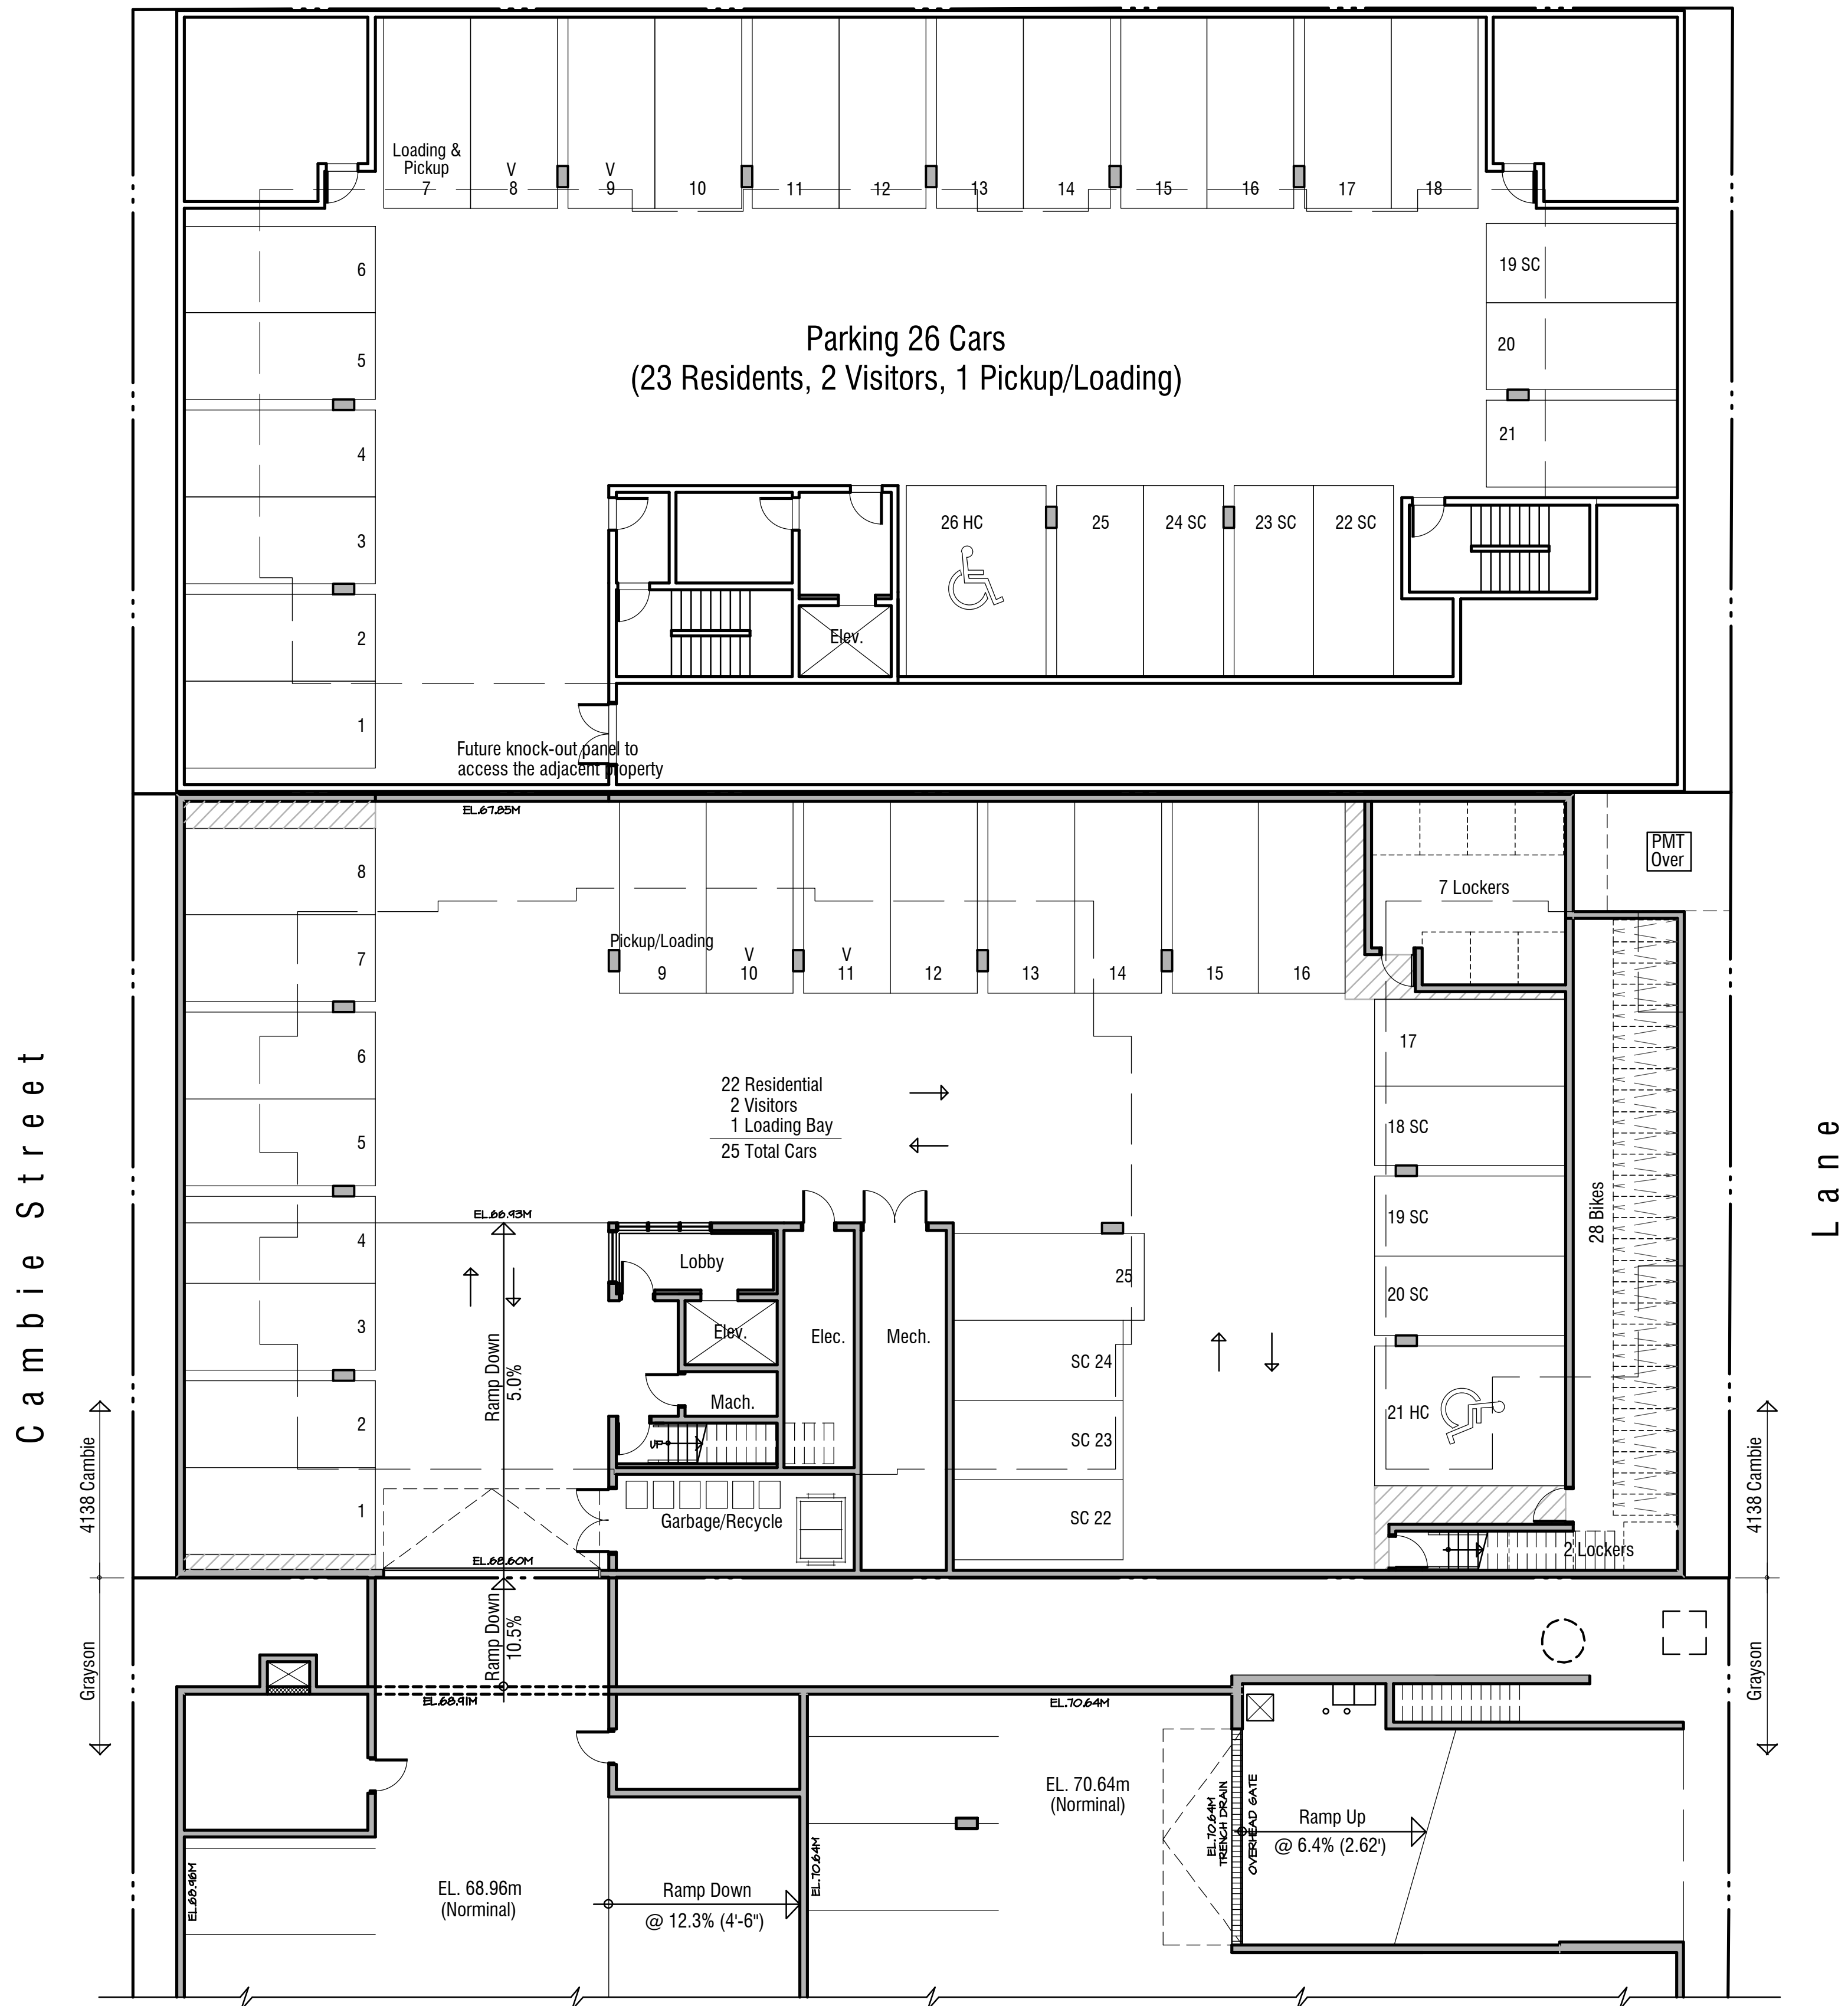 Loading &
Pickup
7
V
8
V
9
10
11
12
13
14
15
16
17
18
6
5
4
3
2
1
19 SC
20
21
Parking 26 Cars
(23 Residents, 2 Visitors, 1 Pickup/Loading)
26 HC
25
24 SC
23 SC
22 SC
Elev.
Future knock-out panel to
access the adjacent property
EL.67.85M
PMT
Over
7 Lockers
8
7
6
5
4
3
2
1
Pickup/Loading
9
V
10
V
11
12
13
14
15
16
17
18 SC
19 SC
20 SC
21 HC
28 Bikes
22 Residential
2 Visitors
1 Loading Bay
25 Total Cars
EL.66.93M
Lobby
Elev.
Elec.
Mech.
Mach.
UP
25
SC 24
SC 23
SC 22
Ramp Down
5.0%
Garbage/Recycle
EL.68.60M
2 Lockers
Cambie Street
Lane
4138 Cambie
Grayson
4138 Cambie
Grayson
Ramp Down
10.5%
EL.68.91M
EL.70.64M
EL. 70.64m
(Norminal)
EL.70.64M
TRENCH DRAIN
OVERHEAD GATE
Ramp Up
@ 6.4% (2.62')
EL.68.96M
EL. 68.96m
(Norminal)
Ramp Down
@ 12.3% (4'-6")
EL.70.64M